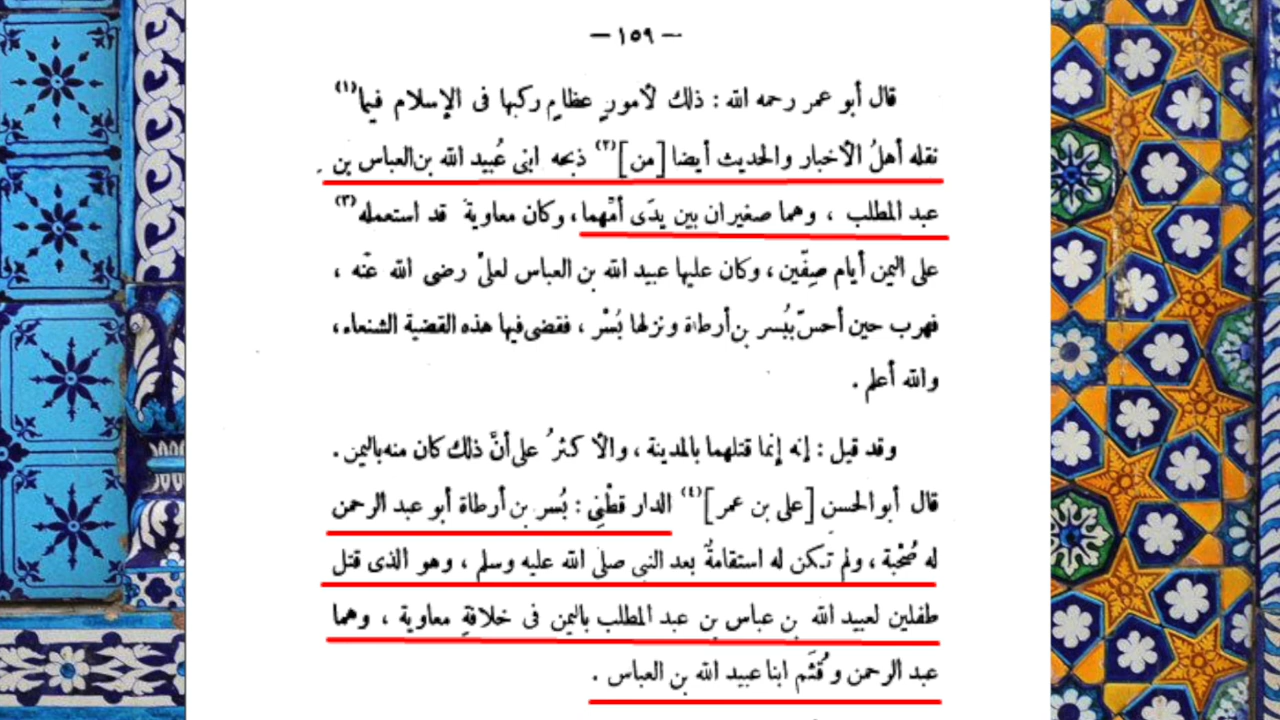 — ١٥٩ —
قال أبو عمر رحمه الله : ذلك لأمورٍ عظامٍ ركبها فى الإسلام فيما(١)
نقله أهلُ الأخبار والحديث أيضا [من](٢) ذبحه ابنى عُبيد الله بن العباس بن
عبد المطلب ، وهما صغيران بين يدَى أمّهما ، وكان معاوية قد استعمله(٣)
على اليمن أيام صِفّين ، وكان عليها عبيد الله بن العباس لعلىّ رضى الله عنه ،
فهرب حين أحسّ ببُسر بن أرطاة ونزلها بُسْر ، فقضى فيها هذه القضية الشنعاء ،
والله أعلم .
وقد قيل : إنه إنما قتلهما بالمدينة ، والأكثرُ على أنَّ ذلك كان منه باليمن .
قال أبو الحسن [على بن عمر](٤) الدار قطْنِى : بُسر بن أرطاة أبو عبد الرحمن
له صُحْبة ، ولم تكن له استقامةُ بعد النبى صلى الله عليه وسلم ، وهو الذى قتل
طفلين لعبيد الله بن عباس بن عبد المطلب باليمن فى خلافةِ معاوية ، وهما
عبد الرحمن وقُثَم ابنا عبيد الله بن العباس .